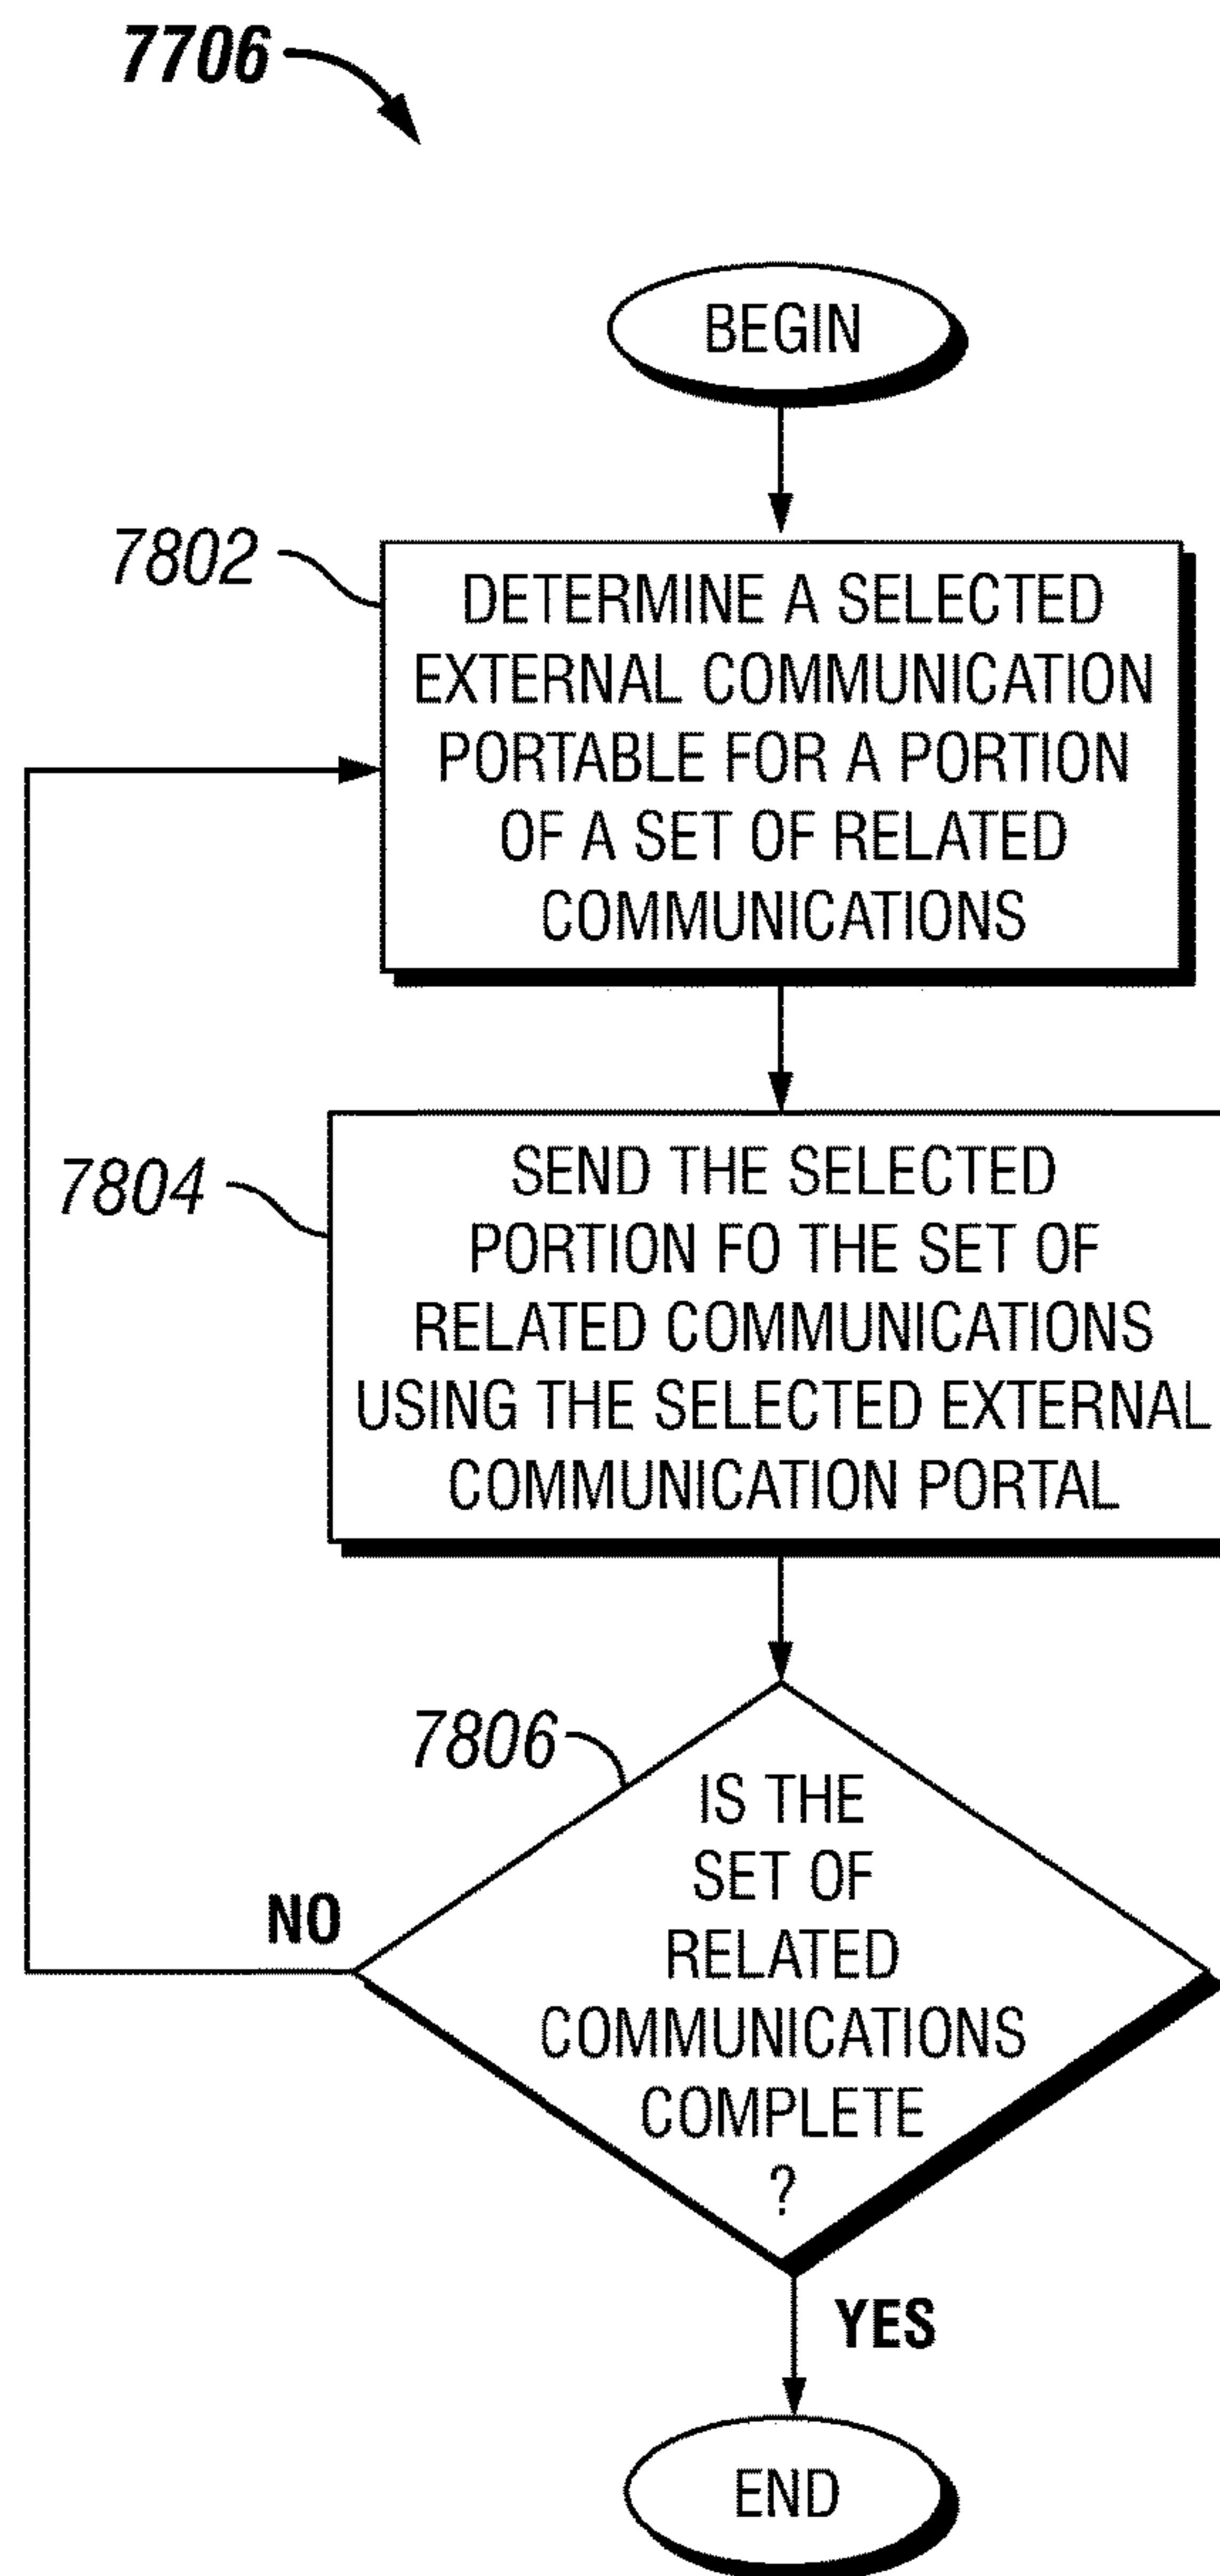 7706
BEGIN
7802
DETERMINE A SELECTED
EXTERNAL COMMUNICATION
PORTABLE FOR A PORTION
OF A SET OF RELATED
COMMUNICATIONS
7804
SEND THE SELECTED
PORTION FO THE SET OF
RELATED COMMUNICATIONS
USING THE SELECTED EXTERNAL
COMMUNICATION PORTAL
7806
IS THE
SET OF
RELATED
COMMUNICATIONS
COMPLETE
?
NO
YES
END